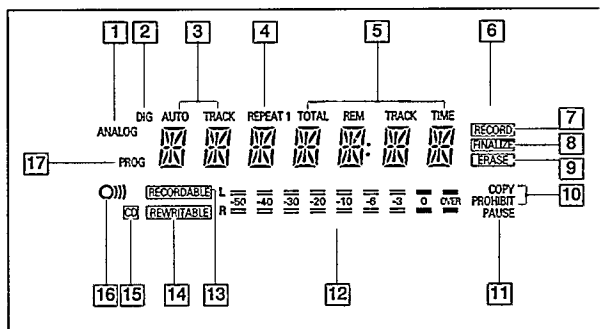 1 2 3 4 5 6
DIG AUTO TRACK REPEAT 1 TOTAL REM TRACK TIME
ANALOG
RECORD 7
FINALIZE 8
17 PROG
ERASE 9
RECORDABLE L COPY
-50 -40 -30 -20 -10 -6 -3 0 OVER PROHIBIT 10
CD REWRITABLE R PAUSE
16 15 14 13 12 11